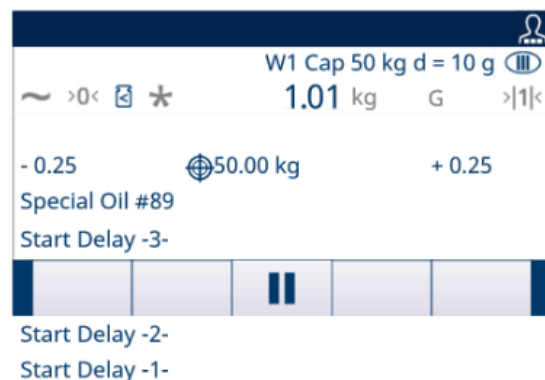 W1 Cap 50 kg d = 10 g III
~ >0< * 1.01 kg G >|1|<
- 0.25 50.00 kg + 0.25
Special Oil #89
Start Delay -3-
Start Delay -2-
Start Delay -1-